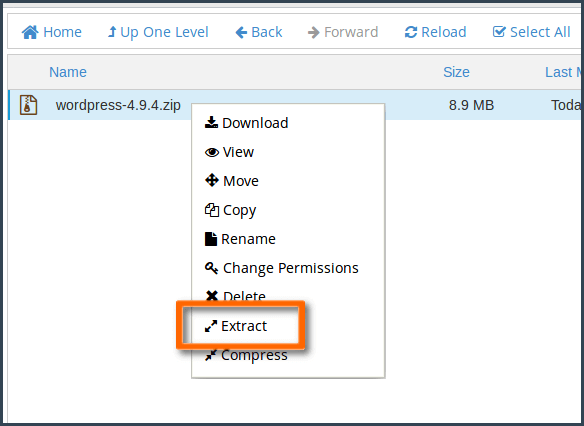 Home Up One Level Back Forward Reload Select All
Name Size Last M
wordpress-4.9.4.zip 8.9 MB Toda
Download
View
Move
Copy
Rename
Change Permissions
Delete
Extract
Compress